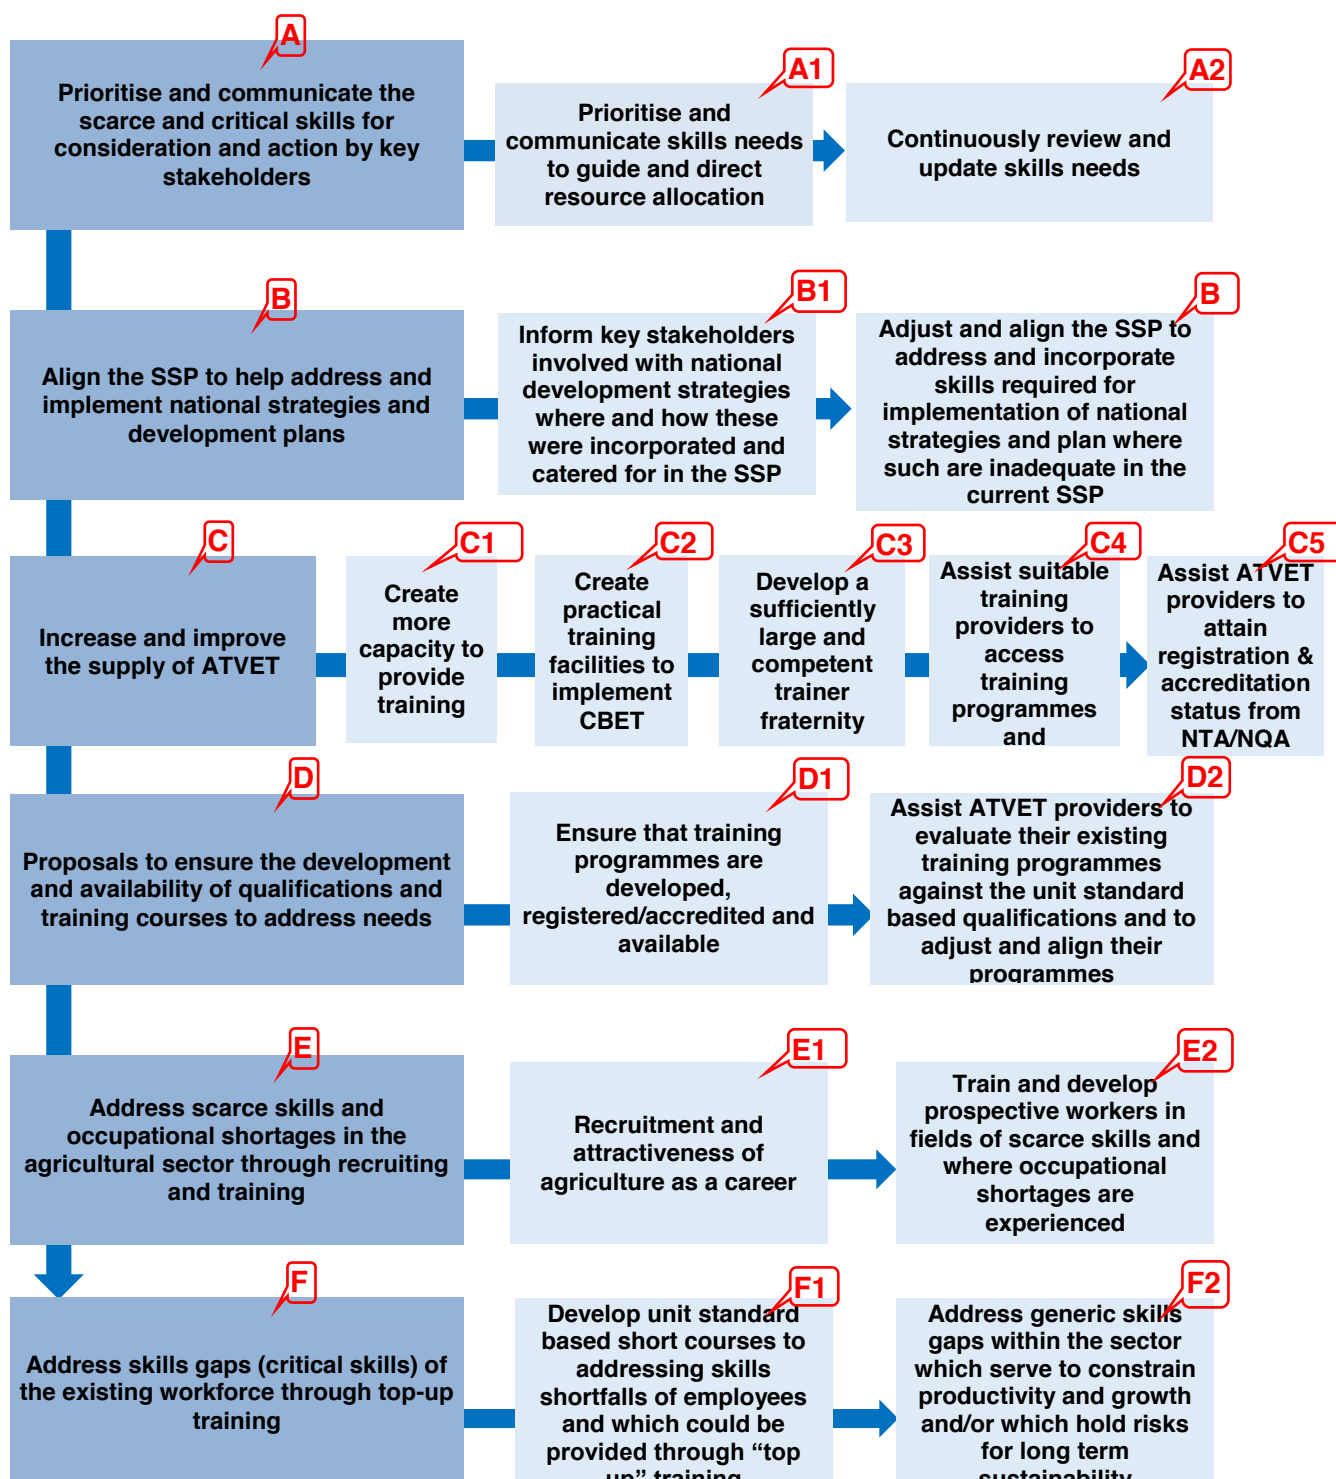 A
Prioritise and communicate the
scarce and critical skills for
consideration and action by key
stakeholders
A1
Prioritise and
communicate skills needs
to guide and direct
resource allocation
A2
Continuously review and
update skills needs
B
Align the SSP to help address and
implement national strategies and
development plans
B1
Inform key stakeholders
involved with national
development strategies
where and how these
were incorporated and
catered for in the SSP
B
Adjust and align the SSP to
address and incorporate
skills required for
implementation of national
strategies and plan where
such are inadequate in the
current SSP
C
Increase and improve
the supply of ATVET
C1
Create
more
capacity to
provide
training
C2
Create
practical
training
facilities to
implement
CBET
C3
Develop a
sufficiently
large and
competent
trainer
fraternity
C4
Assist suitable
training
providers to
access
training
programmes
and
C5
Assist ATVET
providers to
attain
registration &
accreditation
status from
NTA/NQA
D
Proposals to ensure the development
and availability of qualifications and
training courses to address needs
D1
Ensure that training
programmes are
developed,
registered/accredited and
available
D2
Assist ATVET providers to
evaluate their existing
training programmes
against the unit standard
based qualifications and to
adjust and align their
programmes
E
Address scarce skills and
occupational shortages in the
agricultural sector through recruiting
and training
E1
Recruitment and
attractiveness of
agriculture as a career
E2
Train and develop
prospective workers in
fields of scarce skills and
where occupational
shortages are
experienced
F
Address skills gaps (critical skills) of
the existing workforce through top-up
training
F1
Develop unit standard
based short courses to
addressing skills
shortfalls of employees
and which could be
provided through “top
up” training
F2
Address generic skills
gaps within the sector
which serve to constrain
productivity and growth
and/or which hold risks
for long term
sustainability